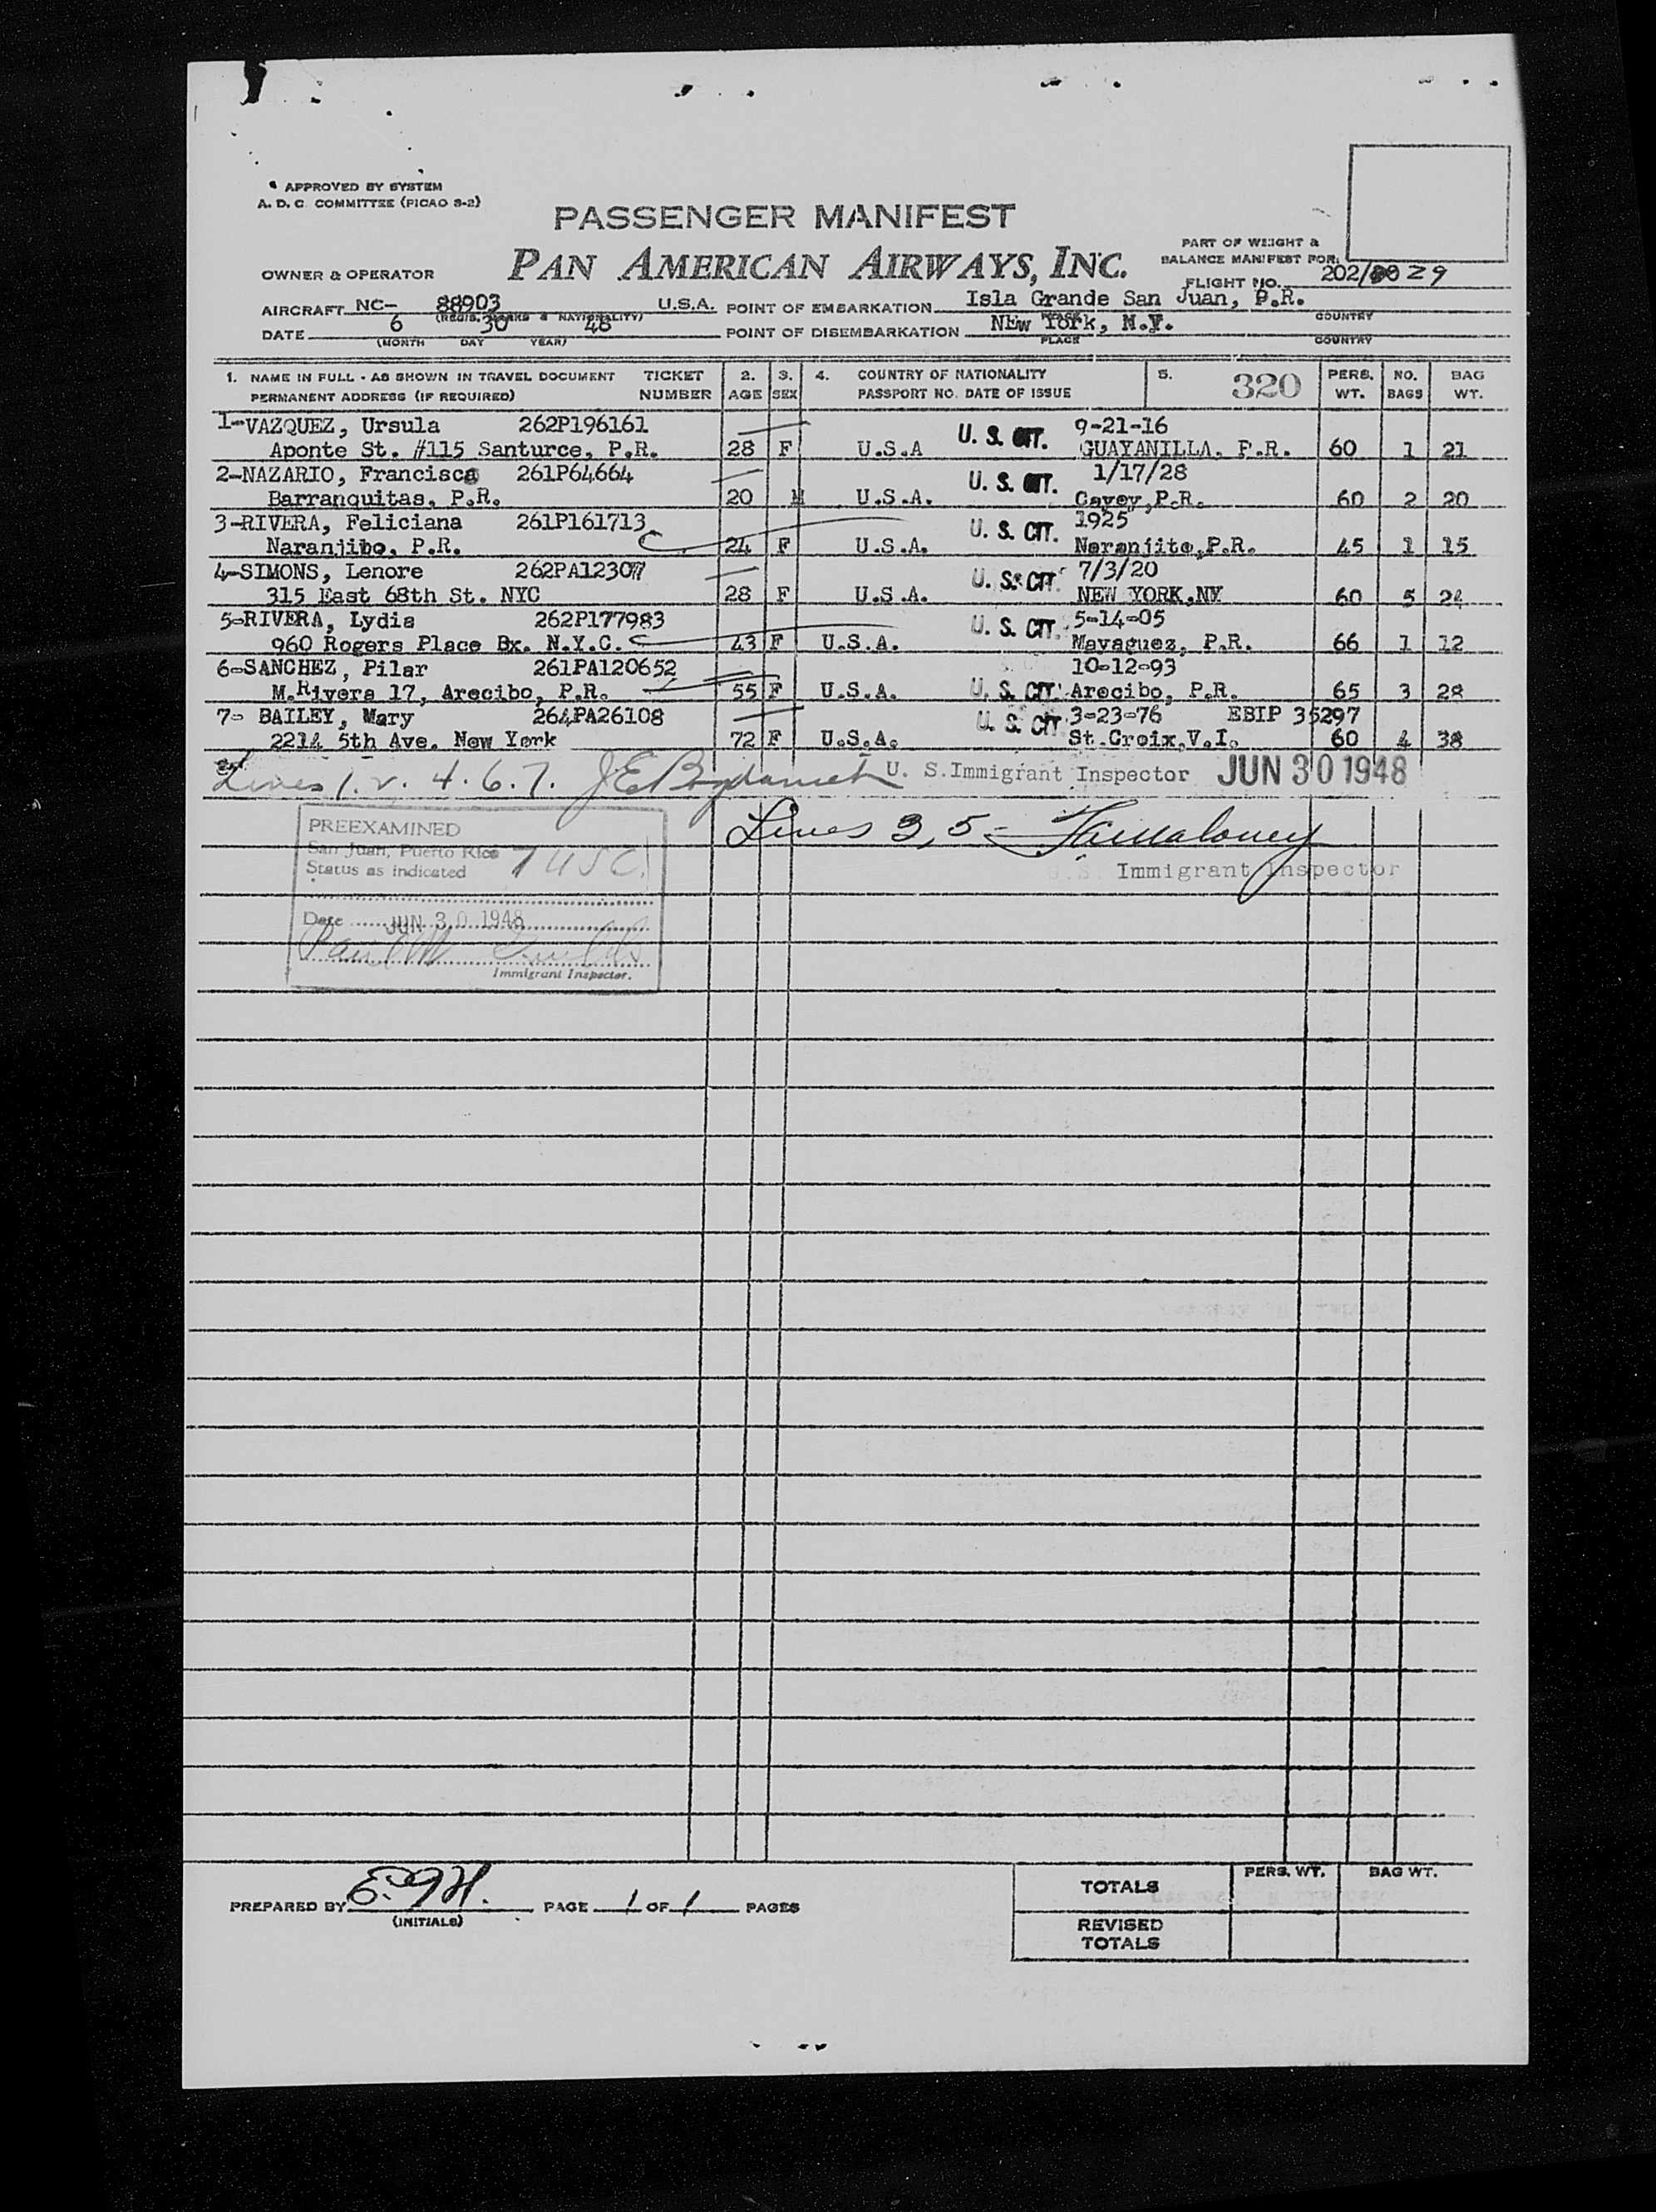 APPROVED BY SYSTEM
A. D. C. COMMITTEE (PICAO S-2)
PASSENGER MANIFEST
PAN AMERICAN AIRWAYS, INC.
OWNER & OPERATOR
PART OF WEIGHT &
BALANCE MANIFEST FOR:
FLIGHT NO. 202/ 29
AIRCRAFT NC- 88903 U.S.A. POINT OF EMBARKATION Isla Grande San Juan, P.R.
(REGIS. MARKS & NATIONALITY) PLACE COUNTRY
DATE 6 30 48 POINT OF DISEMBARKATION NEw York, N.Y.
(MONTH DAY YEAR) PLACE COUNTRY
1. NAME IN FULL - AS SHOWN IN TRAVEL DOCUMENT TICKET 2. 3. 4. COUNTRY OF NATIONALITY 5. 320 PERS. NO. BAG
PERMANENT ADDRESS (IF REQUIRED) NUMBER AGE SEX PASSPORT NO. DATE OF ISSUE WT. BAGS WT.
1-VAZQUEZ, Ursula 262P196161 U. S. CIT. 9-21-16
Aponte St. #115 Santurce, P.R. 28 F U.S.A GUAYANILLA, P.R. 60 1 21
2-NAZARIO, Francisca 261P64664 U. S. CIT. 1/17/28
Barranquitas, P.R. 20 M U.S.A. Cayey,P.R. 60 2 20
3-RIVERA, Feliciana 261P161713 U. S. CIT. 1925
Naranjibo, P.R. 24 F U.S.A. Naranjito,P.R. 45 1 15
4-SIMONS, Lenore 262PA12307 U. S. CIT 7/3/20
315 East 68th St. NYC 28 F U.S.A. NEW YORK,NY 60 5 24
5-RIVERA, Lydia 262P177983 U. S. CIT. 5-14-05
960 Rogers Place Bx. N.Y.C. 43 F U.S.A. Mayaguez, P.R. 66 1 12
6-SANCHEZ, Pilar 261PA120652 10-12-93
M.Rivera 17, Arecibo, P.R. 55 F U.S.A. U. S. CIT. Arecibo, P.R. 65 3 28
7- BAILEY, Mary 264PA26108 U. S. CIT 3-23-76 EBIP 35297
2214 5th Ave. New York 72 F U.S.A. St.Croix,V.I. 60 4 38
Lines 1. 2. 4. 6. 7. U. S. Immigrant Inspector JUN 30 1948
Lines 3, 5 -
Immigrant Inspector
PREEXAMINED
San Juan, Puerto Rico
Status as indicated 7 USC.
Date JUN 30 1948
Immigrant Inspector.
PREPARED BY PAGE 1 OF 1 PAGES
(INITIALS)
PERS. WT. BAG WT.
TOTALS
REVISED
TOTALS